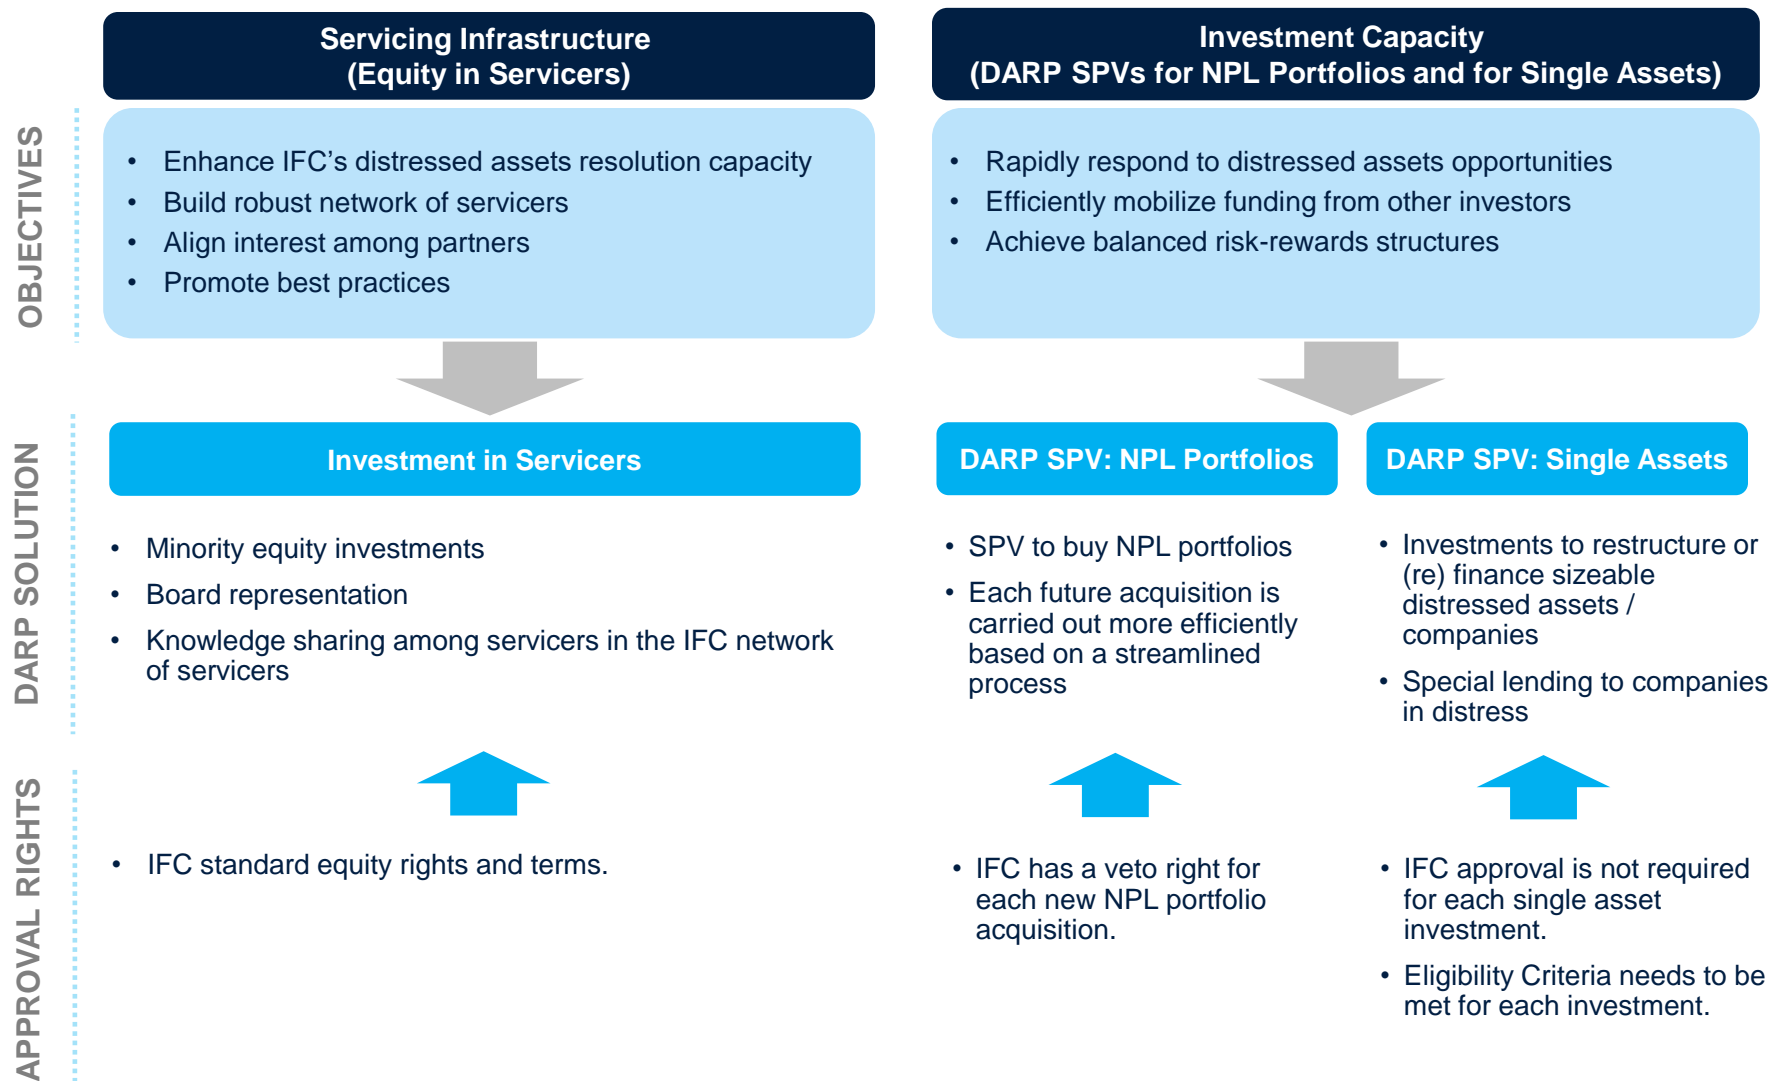 Servicing Infrastructure
(Equity in Servicers)
Investment Capacity
(DARP SPVs for NPL Portfolios and for Single Assets)
OBJECTIVES
• Enhance IFC's distressed assets resolution capacity
• Build robust network of servicers
• Align interest among partners
• Promote best practices
• Rapidly respond to distressed assets opportunities
• Efficiently mobilize funding from other investors
• Achieve balanced risk-rewards structures
DARP SOLUTION
Investment in Servicers
• Minority equity investments
• Board representation
• Knowledge sharing among servicers in the IFC network
of servicers
DARP SPV: NPL Portfolios
• SPV to buy NPL portfolios
• Each future acquisition is
carried out more efficiently
based on a streamlined
process
DARP SPV: Single Assets
• Investments to restructure or
(re) finance sizeable
distressed assets /
companies
• Special lending to companies
in distress
APPROVAL RIGHTS
• IFC standard equity rights and terms.
• IFC has a veto right for
each new NPL portfolio
acquisition.
• IFC approval is not required
for each single asset
investment.
• Eligibility Criteria needs to be
met for each investment.